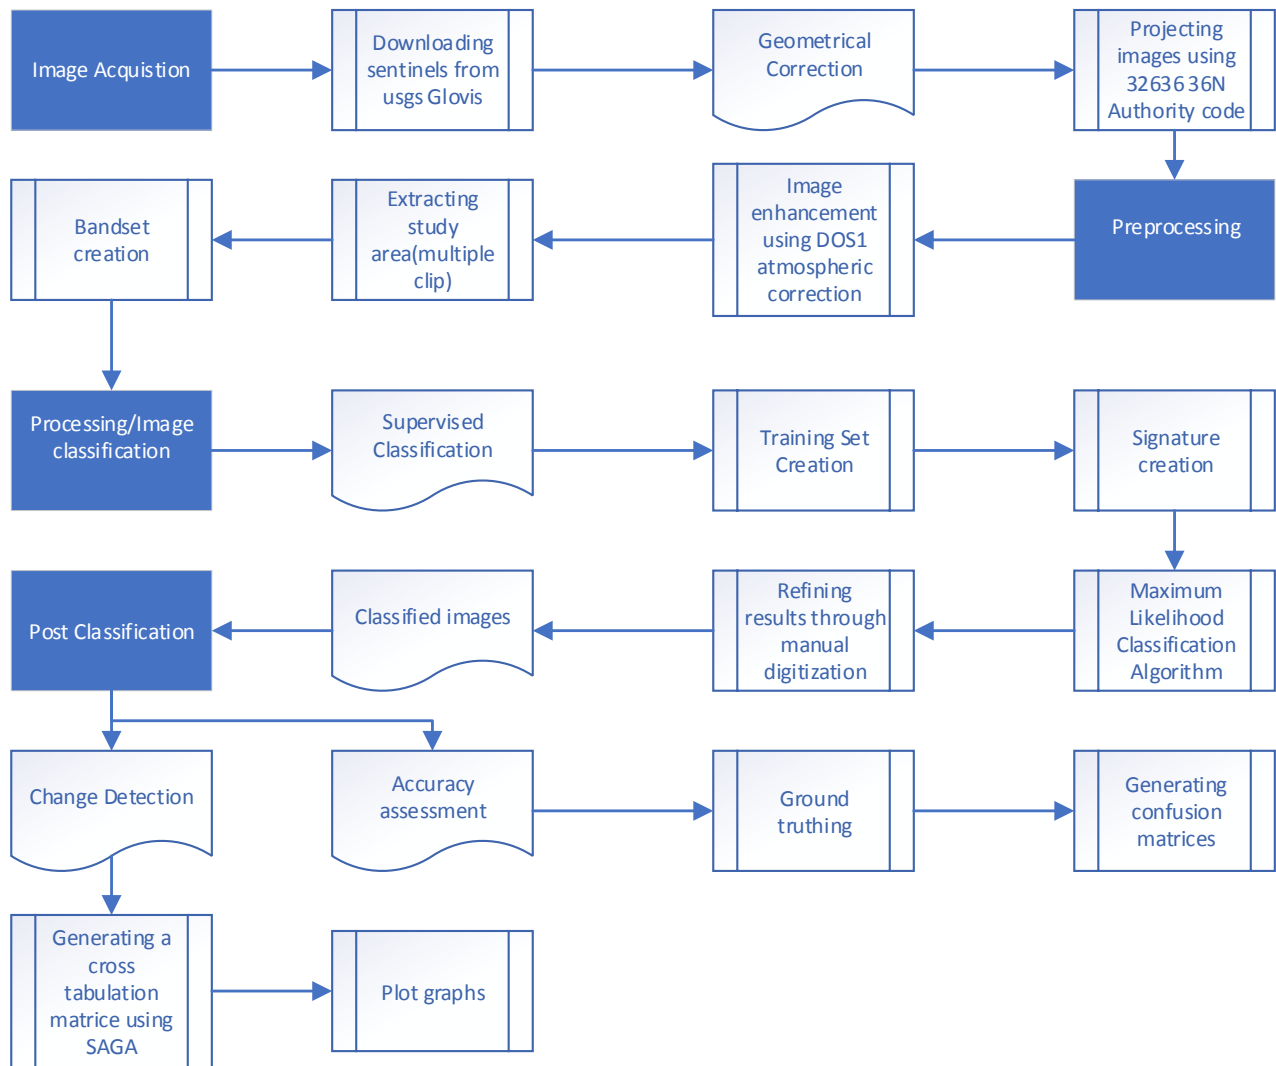 Image Acquistion
Downloading
sentinels from
usgs Glovis
Geometrical
Correction
Projecting
images using
32636 36N
Authority code
Bandset
creation
Extracting
study
area(multiple
clip)
Image
enhancement
using DOS1
atmospheric
correction
Preprocessing
Processing/Image
classification
Supervised
Classification
Training Set
Creation
Signature
creation
Post Classification
Classified images
Refining
results through
manual
digitization
Maximum
Likelihood
Classification
Algorithm
Change Detection
Accuracy
assessment
Ground
truthing
Generating
confusion
matrices
Generating a
cross
tabulation
matrice using
SAGA
Plot graphs